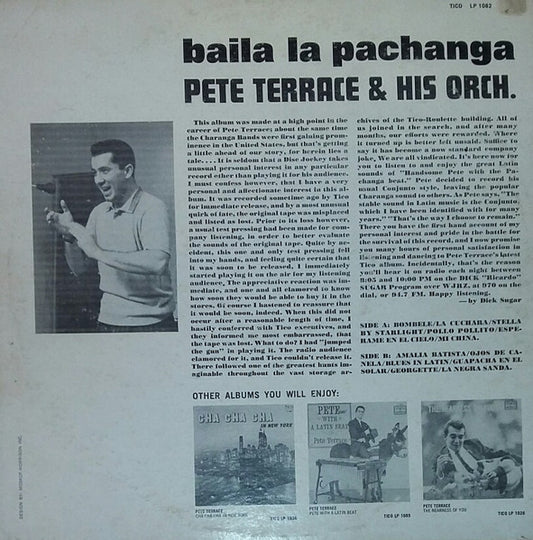 TICO LP 1082
baila la pachanga
PETE TERRACE & HIS ORCH.
This album was made at a high point in the
career of Pete Terrace; about the same time
the Charanga Bands were first gaining prom-
inence in the United States, but that's getting
a little ahead of our story, for herein lies a
tale.... It is seldom that a Disc Jockey takes
unusual personal interest in any particular
record other than playing it for his audience.
I must confess however, that I have a very
personal and affectionate interest in this al-
bum. It was recorded sometime ago by Tico
for immediate release, and by a most unusual
quirk of fate, the original tape was misplaced
and listed as lost. Prior to its loss however,
a usual test pressing had been made for com-
pany listening, in order to better evaluate
the sounds of the original tape. Quite by ac-
cident, this one and only test pressing fell
into my hands, and feeling quite certain that
it was soon to be released, I immediately
started playing it on the air for my listening
audience, The appreciative reaction was im-
mediate, and one and all clamored to know
how soon they would be able to buy it in the
stores. Of course I hastened to reassure that
it would be soon, indeed. When this did not
occur after a reasonable length of time, I
hastily conferred with Tico executives, and
they informed me most embarrassed, that
the tape was lost. What to do? I had "jumped
the gun" in playing it. The radio audience
clamored for it, and Tico couldn't release it.
There followed one of the greatest hunts im-
aginable throughout the vast storage ar-
chives of the Tico-Roulette building. All of
us joined in the search, and after many
months, our efforts were rewarded. Where
it turned up is better left unsaid. Suffice to
say it has become a now standard company
joke, We are all vindicated. It's here now for
you to listen to and enjoy the great Latin
sounds of "Handsome Pete with the Pa-
changa beat." Pete decided to record his
usual Conjunto style, leaving the popular
Charanga sound to others. As Pete says, "The
stable sound in Latin music is the Conjunto,
which I have been identified with for many
years." "That's the way I choose to remain."
There you have the first hand account of my
personal interest and pride in the battle for
the survival of this record, and I now promise
you many hours of personal satisfaction in
listening and dancing to Pete Terrace's latest
Tico album. Incidentally, that's the reason
you'll hear it on radio each night between
8:05 and 10:00 PM on the DICK "Ricardo"
SUGAR Program over WJRZ, at 970 on the
dial, or 94.7 FM. Happy listening.
— by Dick Sugar
SIDE A: BOMBELE/LA CUCHARA/STELLA
BY STARLIGHT/POLLO POLLITO/ESPE-
RAME EN EL CIELO/MI CHINA.
SIDE B: AMALIA BATISTA/OJOS DE CA-
NELA/BLUES IN LATIN/GUAPACHA EN EL
SOLAR/GEORGETTE/LA NEGRA SANDA.
OTHER ALBUMS YOU WILL ENJOY:
CHA CHA CHA
IN NEW YORK
PETE
WITH
A LATIN BEAT
Pete Terrace
PETE TERRACE
CHA CHA CHA IN NEW YORK
TICO LP 1036
PETE TERRACE
PETE WITH A LATIN BEAT
TICO LP
PETE TERRACE
THE NEARNESS OF YOU
TICO LP 1028
DESIGN BY: MOSKOF-MORRISON INC.